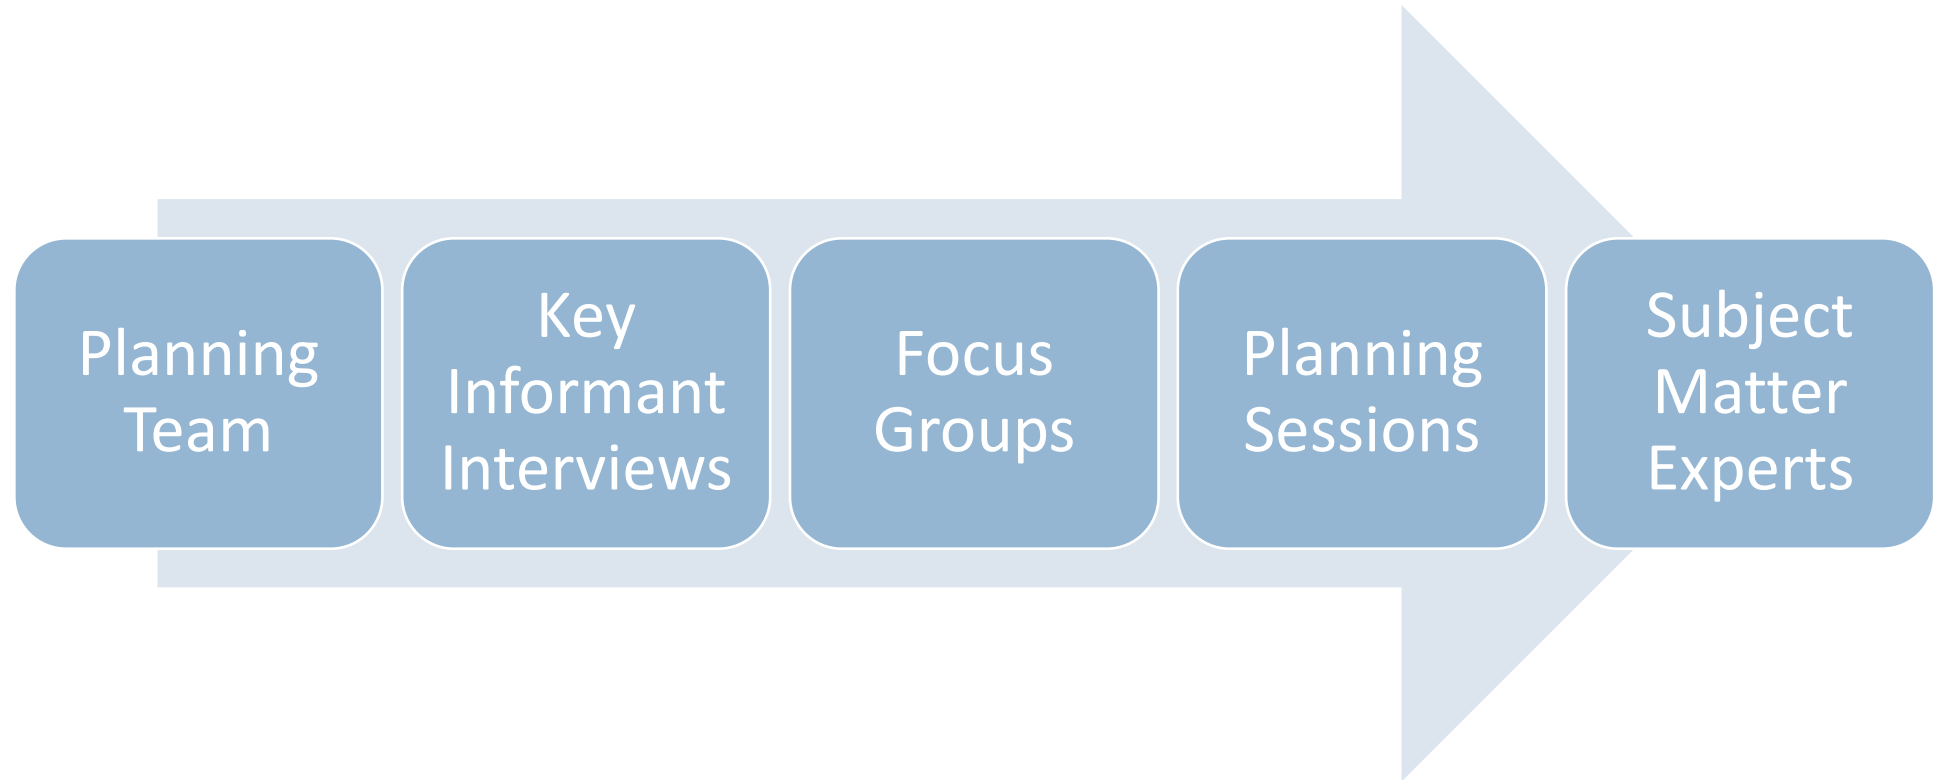 Planning
Team
Key
Informant
Interviews
Focus
Groups
Planning
Sessions
Subject
Matter
Experts